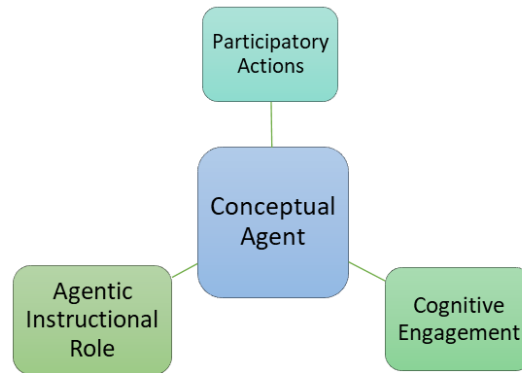 Participatory
Actions
Conceptual
Agent
Agentic
Instructional
Role
Cognitive
Engagement